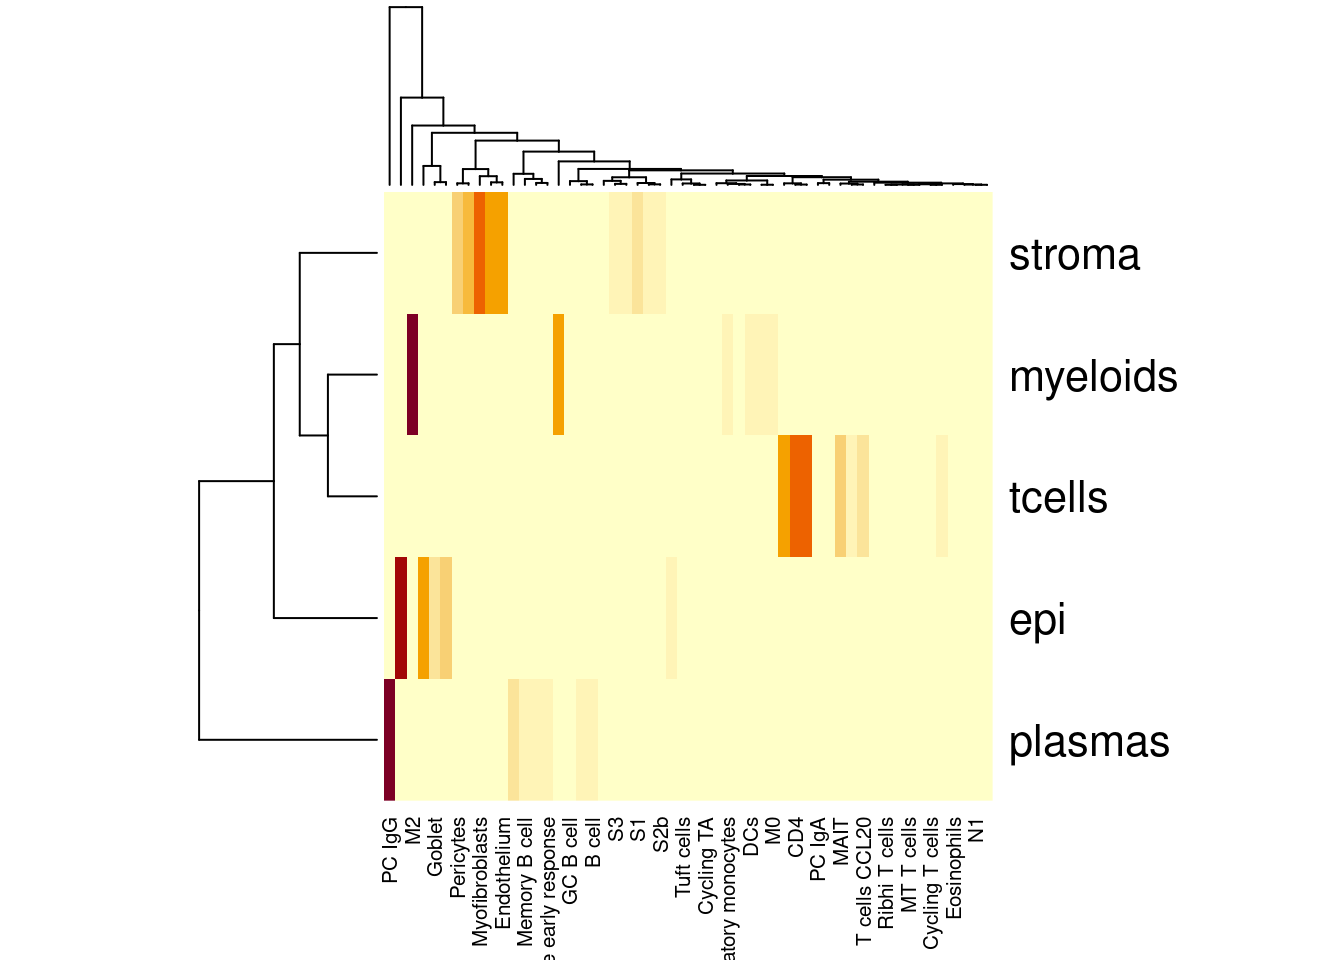 stroma
myeloids
tcells
epi
plasmas
PC IgG
M2
Goblet
Pericytes
Myofibroblasts
Endothelium
Memory B cell
early response
GC B cell
B cell
S3
S1
S2b
Tuft cells
Cycling TA
monocytes
DCs
M0
CD4
PC IgA
MAIT
T cells CCL20
Ribhi T cells
MT T cells
Cycling T cells
Eosinophils
N1